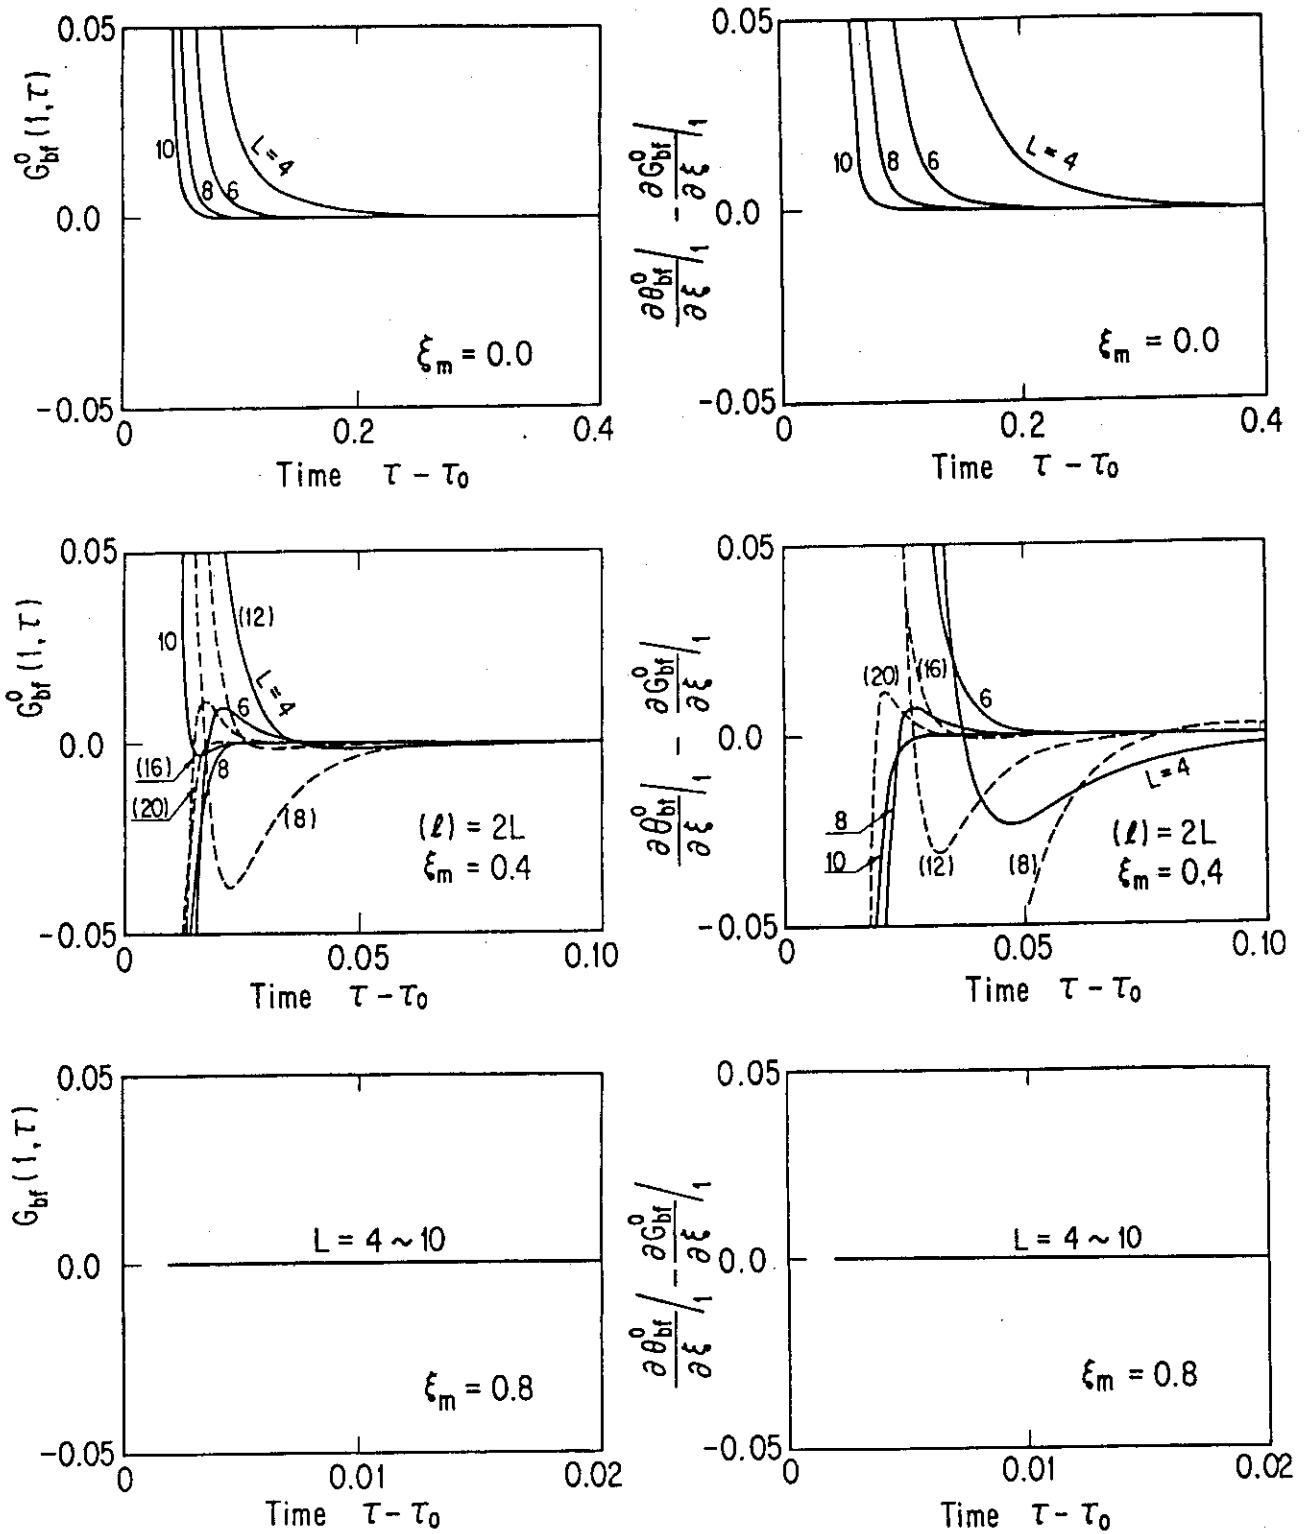 0.05
G⁰bf(1,τ)
10
8
6
L=4
0.0
ξm = 0.0
-0.05
0
0.2
0.4
Time τ - τ₀
0.05
∂θ⁰bf/∂ξ/₁ - ∂G⁰bf/∂ξ/₁
10
8
6
L=4
0.0
ξm = 0.0
-0.05
0
0.2
0.4
Time τ - τ₀
0.05
G⁰bf(1,τ)
10
(12)
L=4
6
0.0
(16)
8
(20)
(8)
(ℓ) = 2L
ξm = 0.4
-0.05
0
0.05
0.10
Time τ - τ₀
0.05
∂θ⁰bf/∂ξ/₁ - ∂G⁰bf/∂ξ/₁
(20)
(16)
6
0.0
L=4
8
10
(12)
(8)
(ℓ) = 2L
ξm = 0.4
-0.05
0
0.05
0.10
Time τ - τ₀
0.05
Gbf(1,τ)
L = 4 ~ 10
0.0
ξm = 0.8
-0.05
0
0.01
0.02
Time τ - τ₀
0.05
∂θ⁰bf/∂ξ/₁ - ∂G⁰bf/∂ξ/₁
L = 4 ~ 10
0.0
ξm = 0.8
-0.05
0
0.01
0.02
Time τ - τ₀